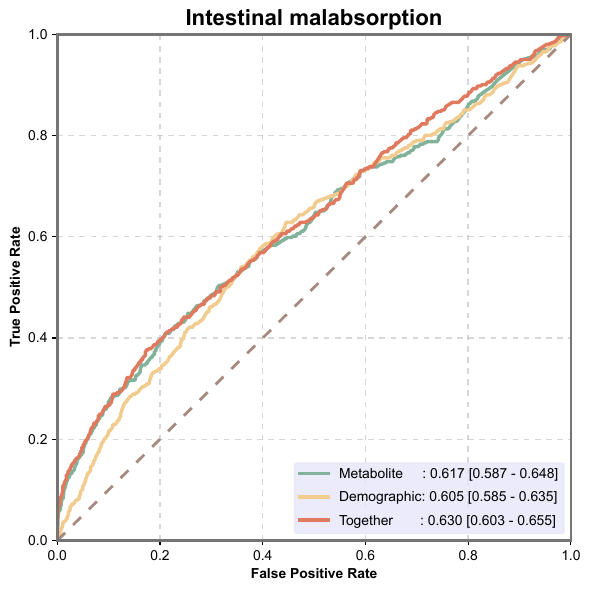 Intestinal malabsorption
True Positive Rate
1.0
0.8
0.6
0.4
0.2
0.0
Metabolite : 0.617 [0.587 - 0.648]
Demographic: 0.605 [0.585 - 0.635]
Together : 0.630 [0.603 - 0.655]
0.0 0.2 0.4 0.6 0.8 1.0
False Positive Rate